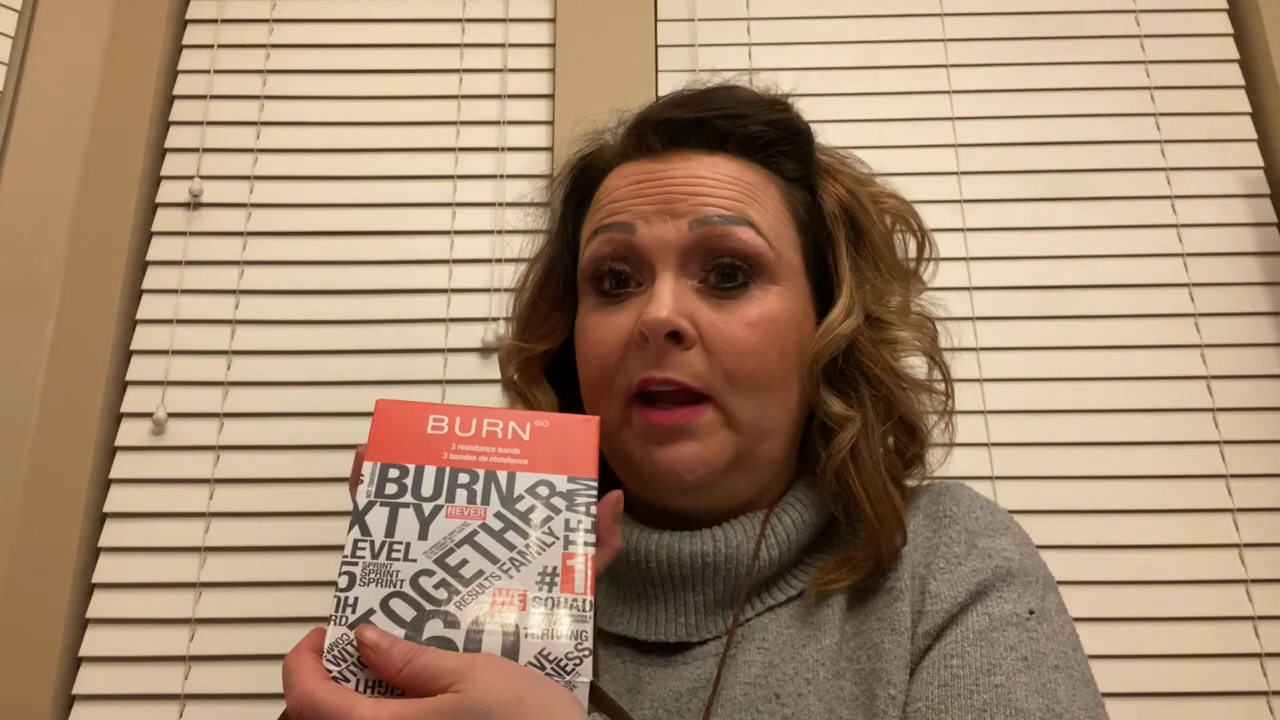 BURN60
3 resistance bands
3 bandes de résistance
BURN
XTY
NEVER
TEAM
LEVEL
TOGETHER
5
SPRINT
SPRINT
SPRINT
RESULTS
FAMILY
#1
WE
SQUAD
60
THRIVING